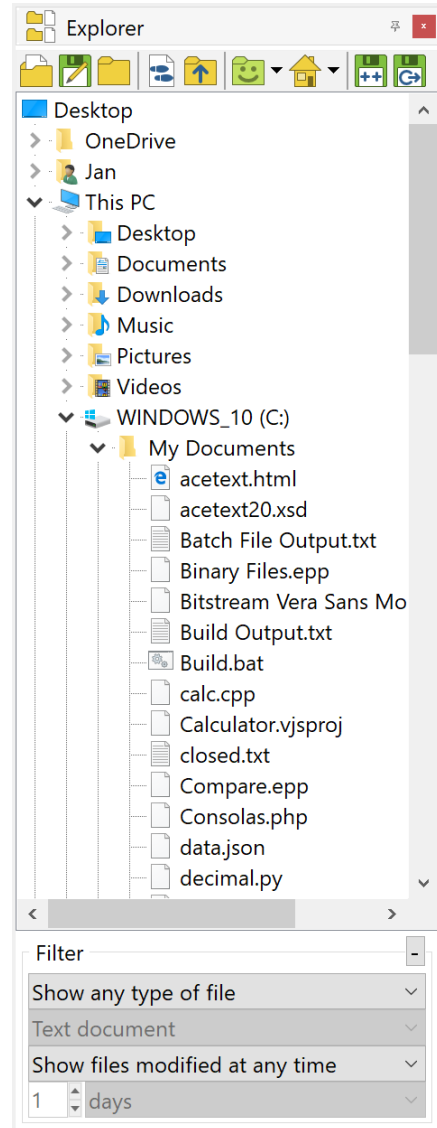 Explorer
Desktop
OneDrive
Jan
This PC
Desktop
Documents
Downloads
Music
Pictures
Videos
WINDOWS_10 (C:)
My Documents
acetext.html
acetext20.xsd
Batch File Output.txt
Binary Files.epp
Bitstream Vera Sans Mo
Build Output.txt
Build.bat
calc.cpp
Calculator.vjsproj
closed.txt
Compare.epp
Consolas.php
data.json
decimal.py
Filter
Show any type of file
Text document
Show files modified at any time
1 days